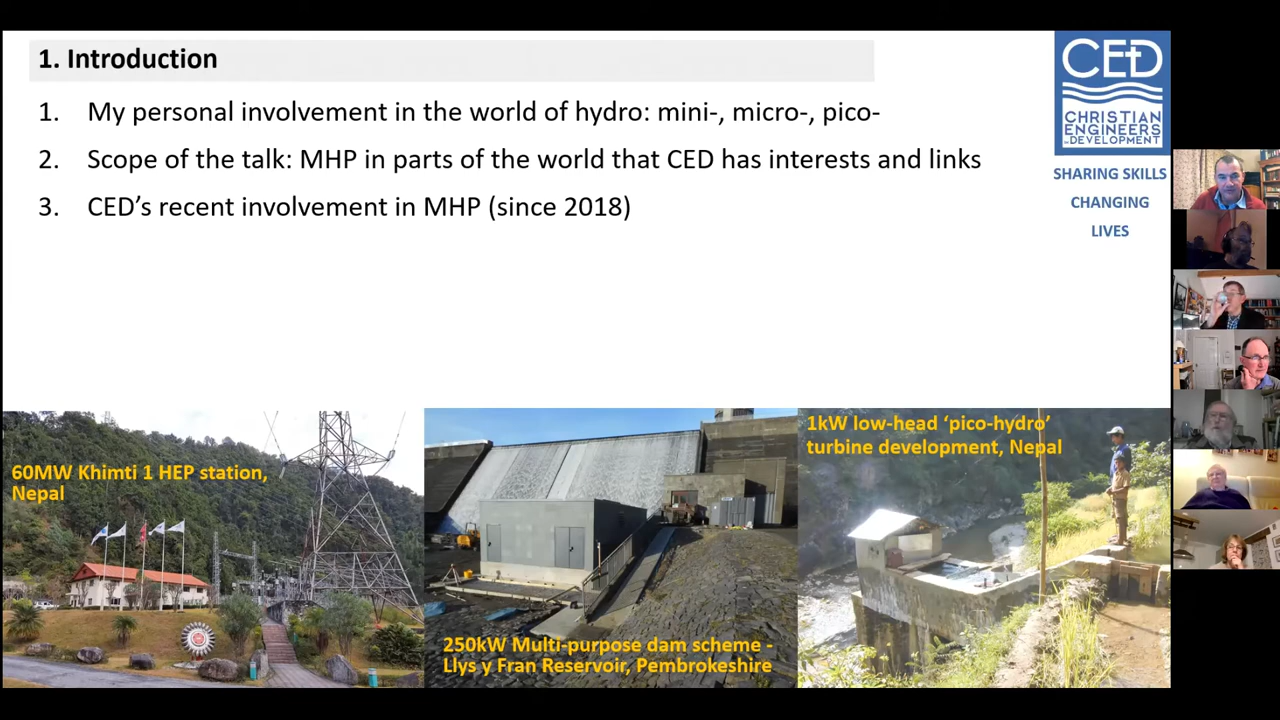 1. Introduction
1. My personal involvement in the world of hydro: mini-, micro-, pico-
2. Scope of the talk: MHP in parts of the world that CED has interests and links
3. CED’s recent involvement in MHP (since 2018)
CED
CHRISTIAN
ENGINEERS
IN DEVELOPMENT
SHARING SKILLS
CHANGING
LIVES
60MW Khimti 1 HEP station,
Nepal
250kW Multi-purpose dam scheme -
Llys y Fran Reservoir, Pembrokeshire
1kW low-head ‘pico-hydro’
turbine development, Nepal